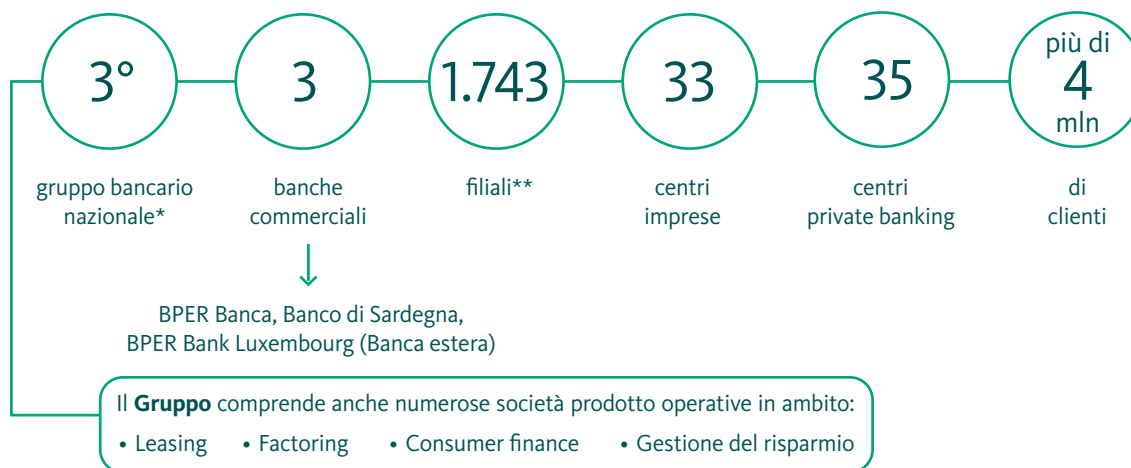 3°
gruppo bancario
nazionale*
3
banche
commerciali
BPER Banca, Banco di Sardegna,
BPER Bank Luxembourg (Banca estera)
1.743
filiali**
33
centri
imprese
35
centri
private banking
più di
4
mln
di
clienti
Il Gruppo comprende anche numerose società prodotto operative in ambito:
• Leasing • Factoring • Consumer finance • Gestione del risparmio